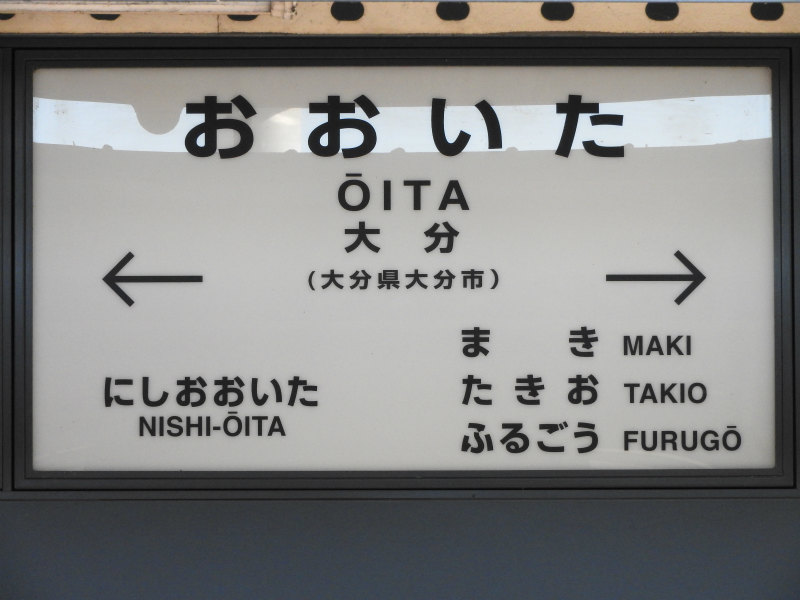 おおいた
ŌITA
大分
(大分県大分市)
にしおおいた
NISHI-ŌITA
まき MAKI
たきお TAKIO
ふるごう FURUGŌ